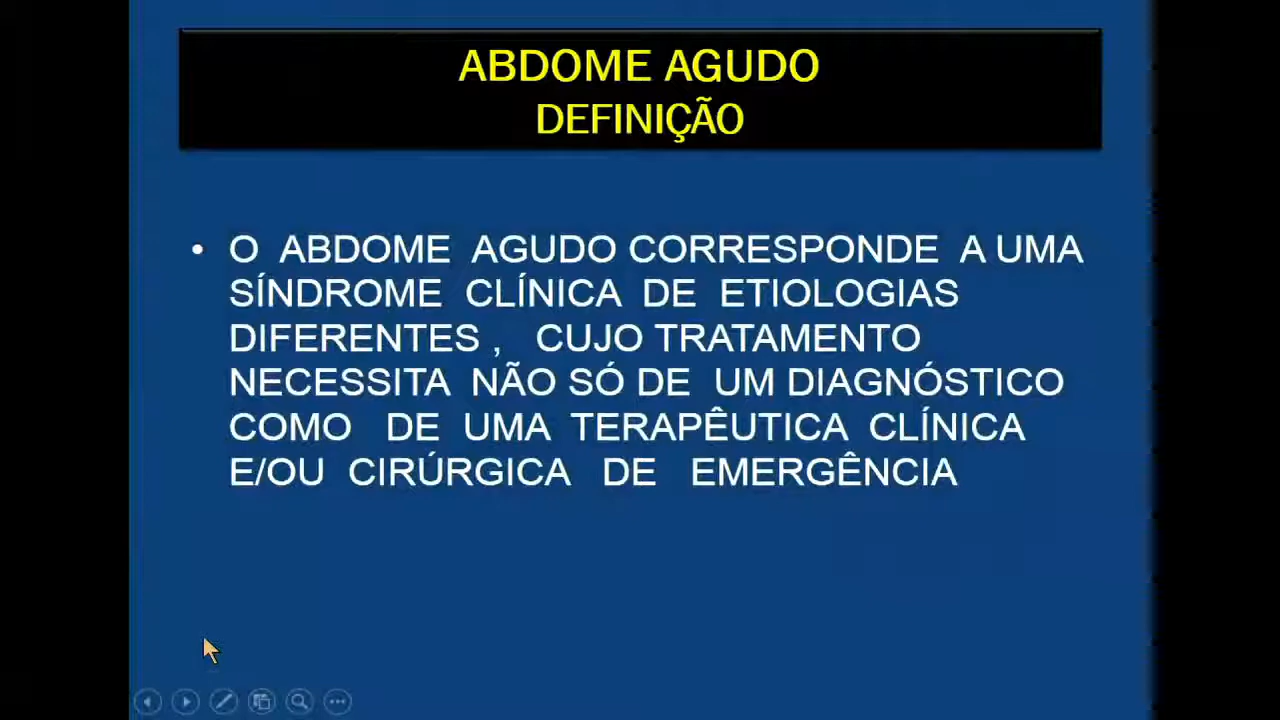 ABDOME AGUDO
DEFINIÇÃO
• O ABDOME AGUDO CORRESPONDE A UMA
SÍNDROME CLÍNICA DE ETIOLOGIAS
DIFERENTES , CUJO TRATAMENTO
NECESSITA NÃO SÓ DE UM DIAGNÓSTICO
COMO DE UMA TERAPÊUTICA CLÍNICA
E/OU CIRÚRGICA DE EMERGÊNCIA